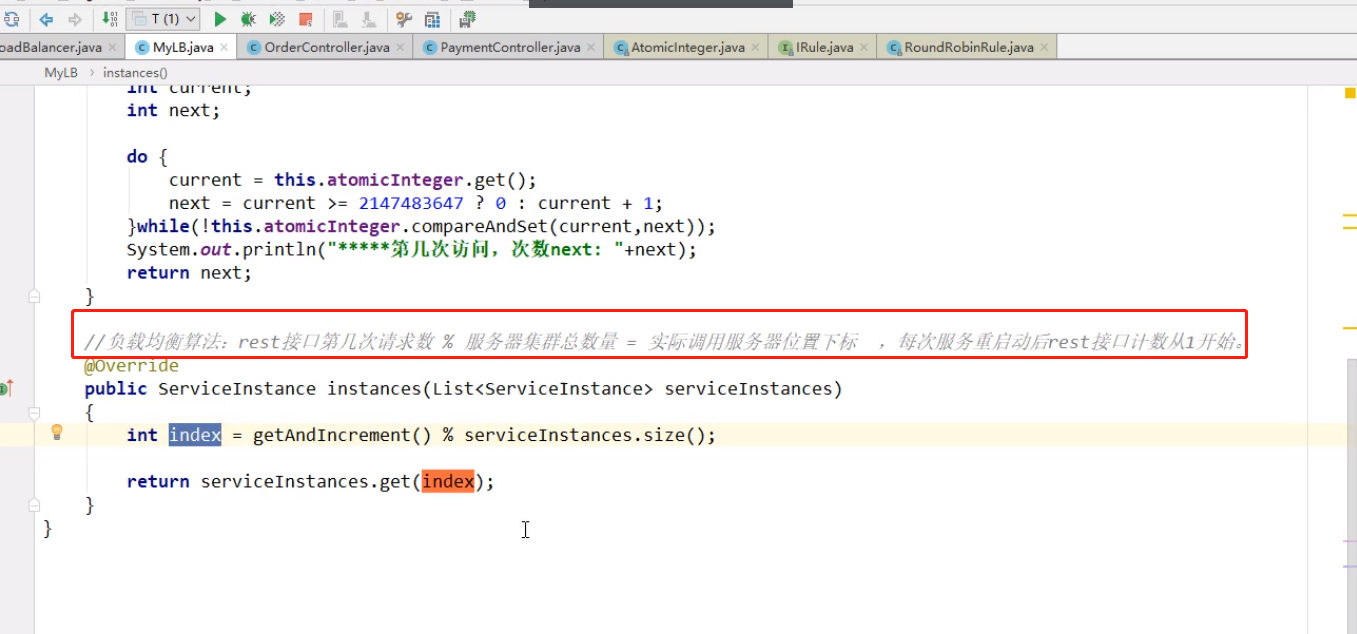 T (1)
oadBalancer.java
MyLB.java
OrderController.java
PaymentController.java
AtomicInteger.java
IRule.java
RoundRobinRule.java
MyLB
instances()
int current;
int next;
do {
current = this.atomicInteger.get();
next = current >= 2147483647 ? 0 : current + 1;
}while(!this.atomicInteger.compareAndSet(current,next));
System.out.println("*****第几次访问，次数next: "+next);
return next;
}
//负载均衡算法：rest接口第几次请求数 % 服务器集群总数量 = 实际调用服务器位置下标 ，每次服务重启动后rest接口计数从1开始。
@Override
public ServiceInstance instances(List<ServiceInstance> serviceInstances)
{
int index = getAndIncrement() % serviceInstances.size();
return serviceInstances.get(index);
}
}